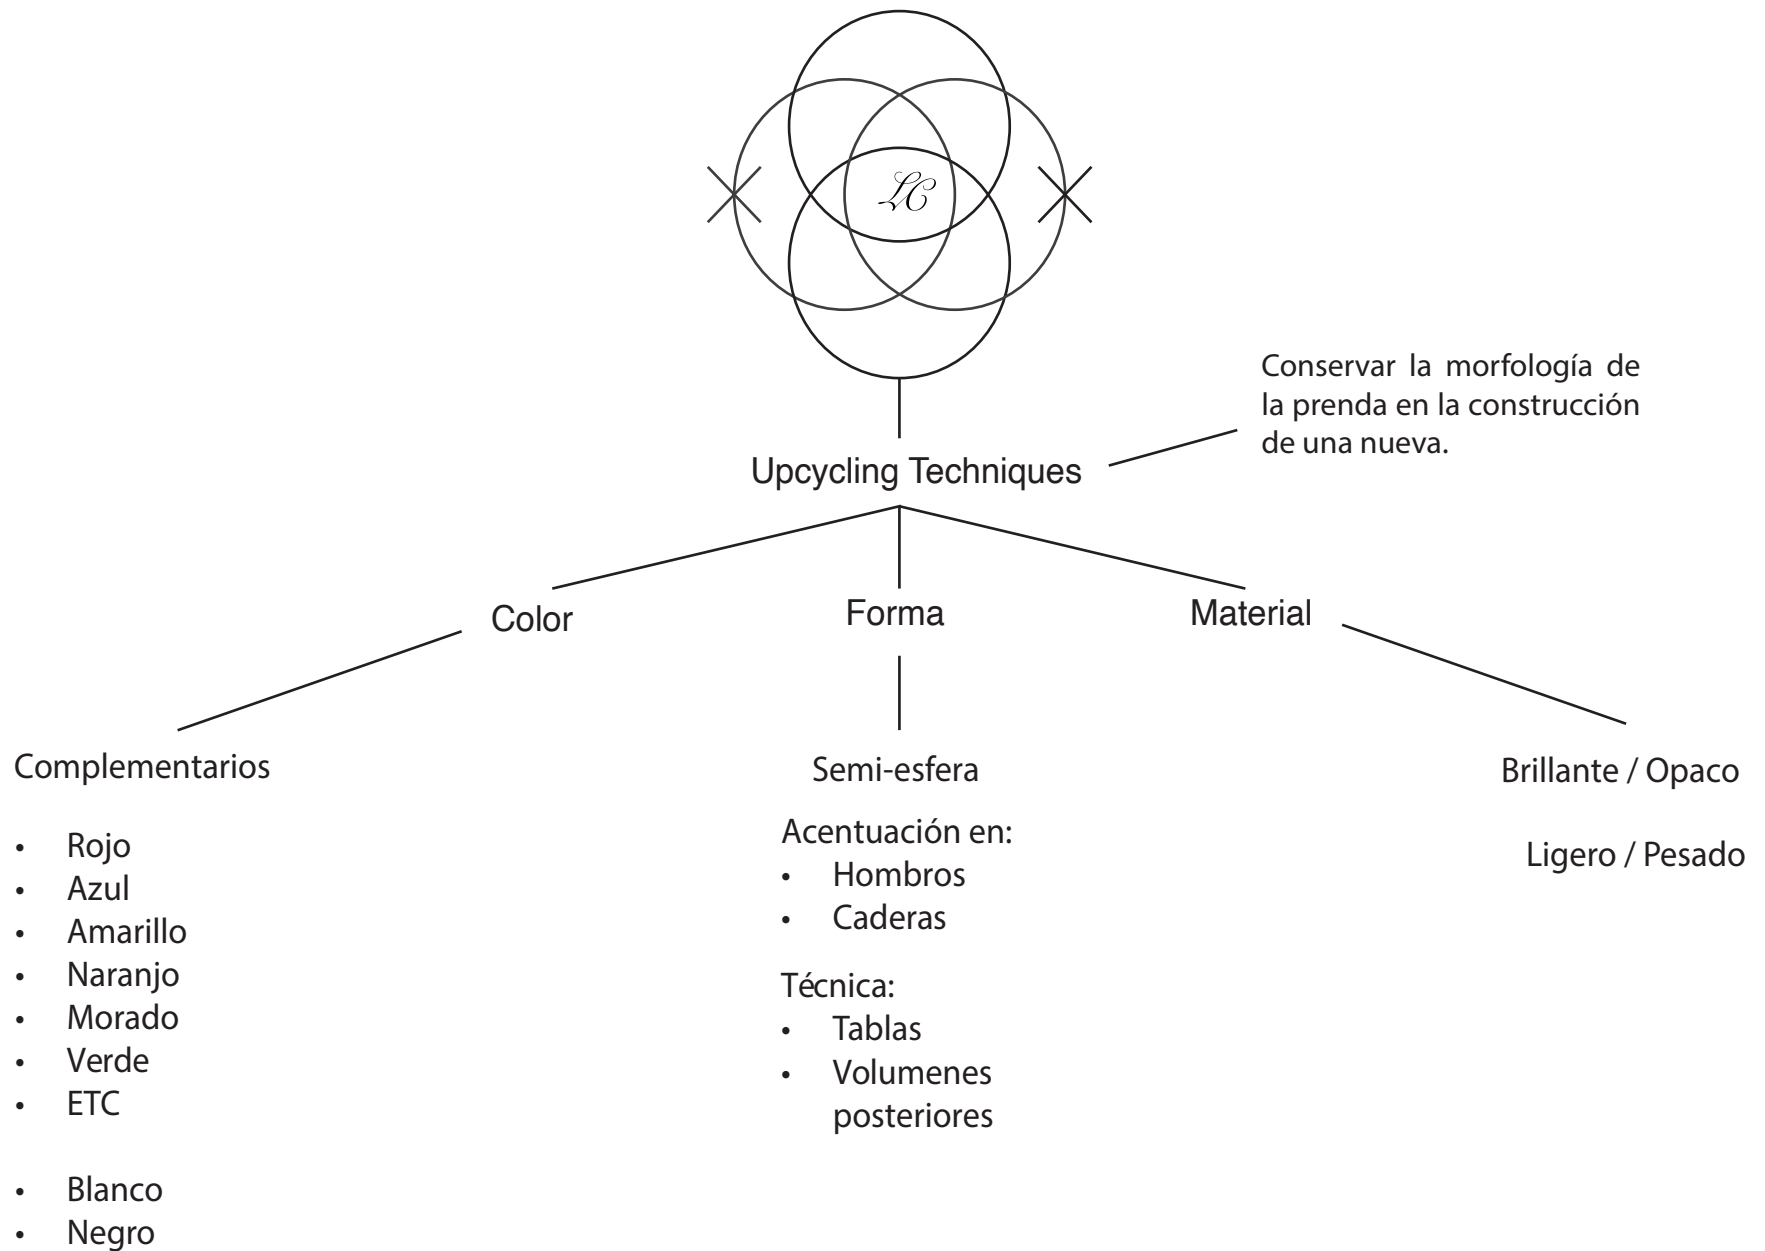 LC
Conservar la morfología de
la prenda en la construcción
de una nueva.
Upcycling Techniques
Color
Forma
Material
Complementarios
• Rojo
• Azul
• Amarillo
• Naranjo
• Morado
• Verde
• ETC
• Blanco
• Negro
Semi-esfera
Acentuación en:
• Hombros
• Caderas
Técnica:
• Tablas
• Volumenes
posteriores
Brillante / Opaco
Ligero / Pesado